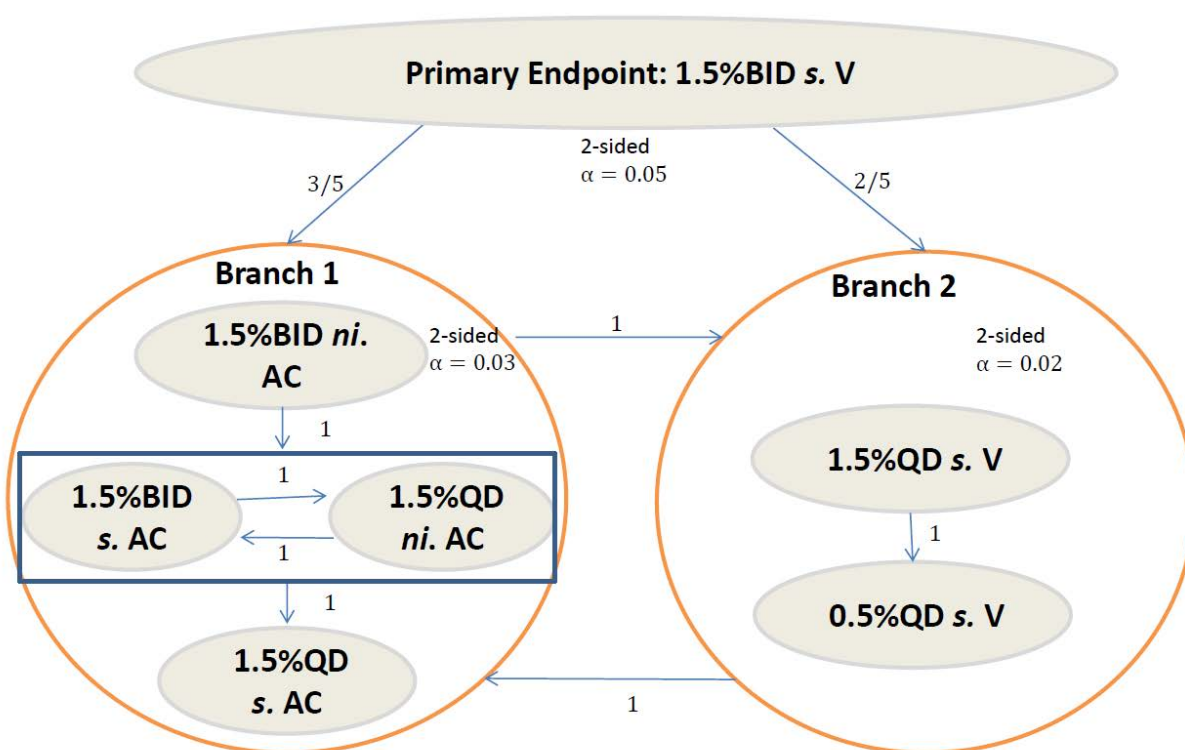 Primary Endpoint: 1.5%BID s. V
2-sided
α = 0.05
3/5
2/5
Branch 1
Branch 2
1.5%BID ni.
AC
2-sided
α = 0.03
1
2-sided
α = 0.02
1
1
1.5%BID
s. AC
1.5%QD
ni. AC
1
1.5%QD s. V
1
1
0.5%QD s. V
1.5%QD
s. AC
1